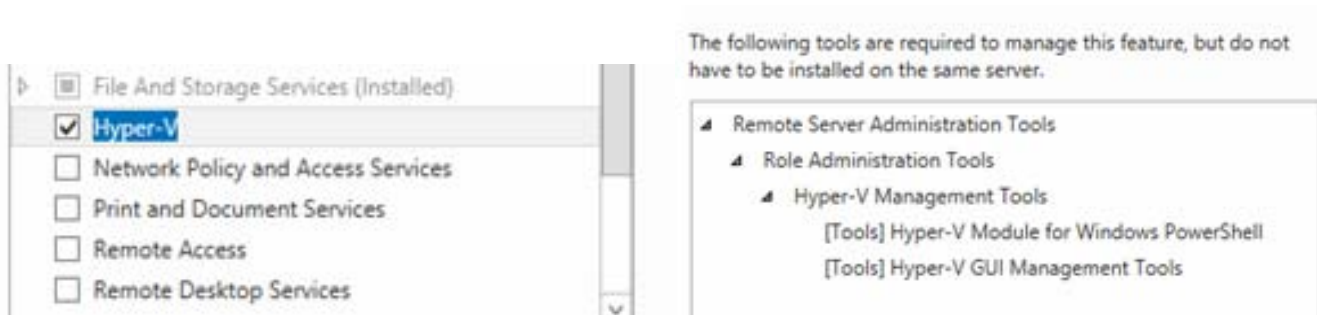 File And Storage Services (Installed)
Hyper-V
Network Policy and Access Services
Print and Document Services
Remote Access
Remote Desktop Services
The following tools are required to manage this feature, but do not
have to be installed on the same server.
Remote Server Administration Tools
Role Administration Tools
Hyper-V Management Tools
[Tools] Hyper-V Module for Windows PowerShell
[Tools] Hyper-V GUI Management Tools